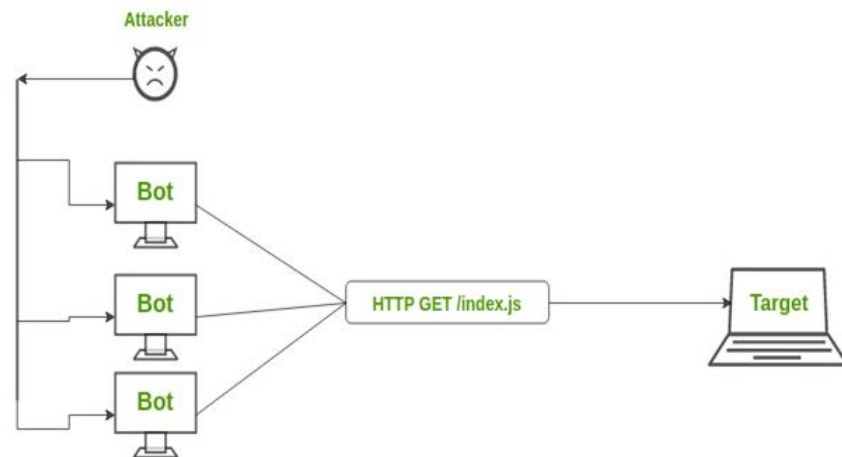 Attacker
Bot
Bot
HTTP GET /index.js
Target
Bot